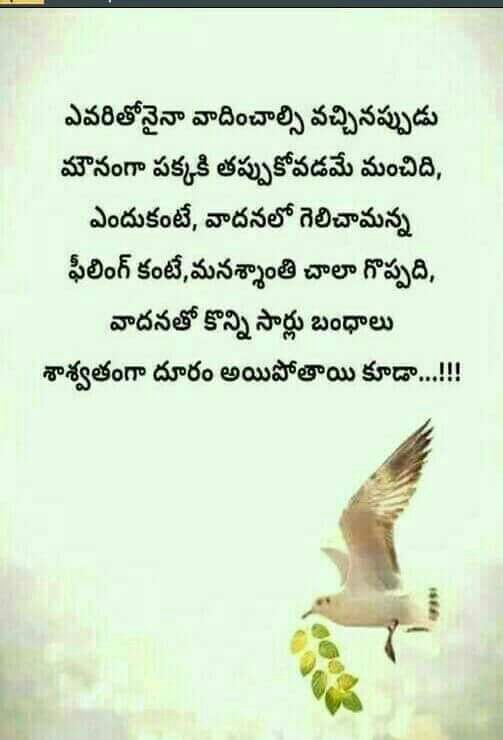 ఎవరితోనైనా వాదించాల్సి వచ్చినప్పుడు
మౌనంగా పక్కకి తప్పుకోవడమే మంచిది,
ఎందుకంటే, వాదనలో గెలిచామన్న
ఫీలింగ్ కంటే,మనశ్శాంతి చాలా గొప్పది,
వాదనతో కొన్ని సార్లు బంధాలు
శాశ్వతంగా దూరం అయిపోతాయి కూడా...!!!